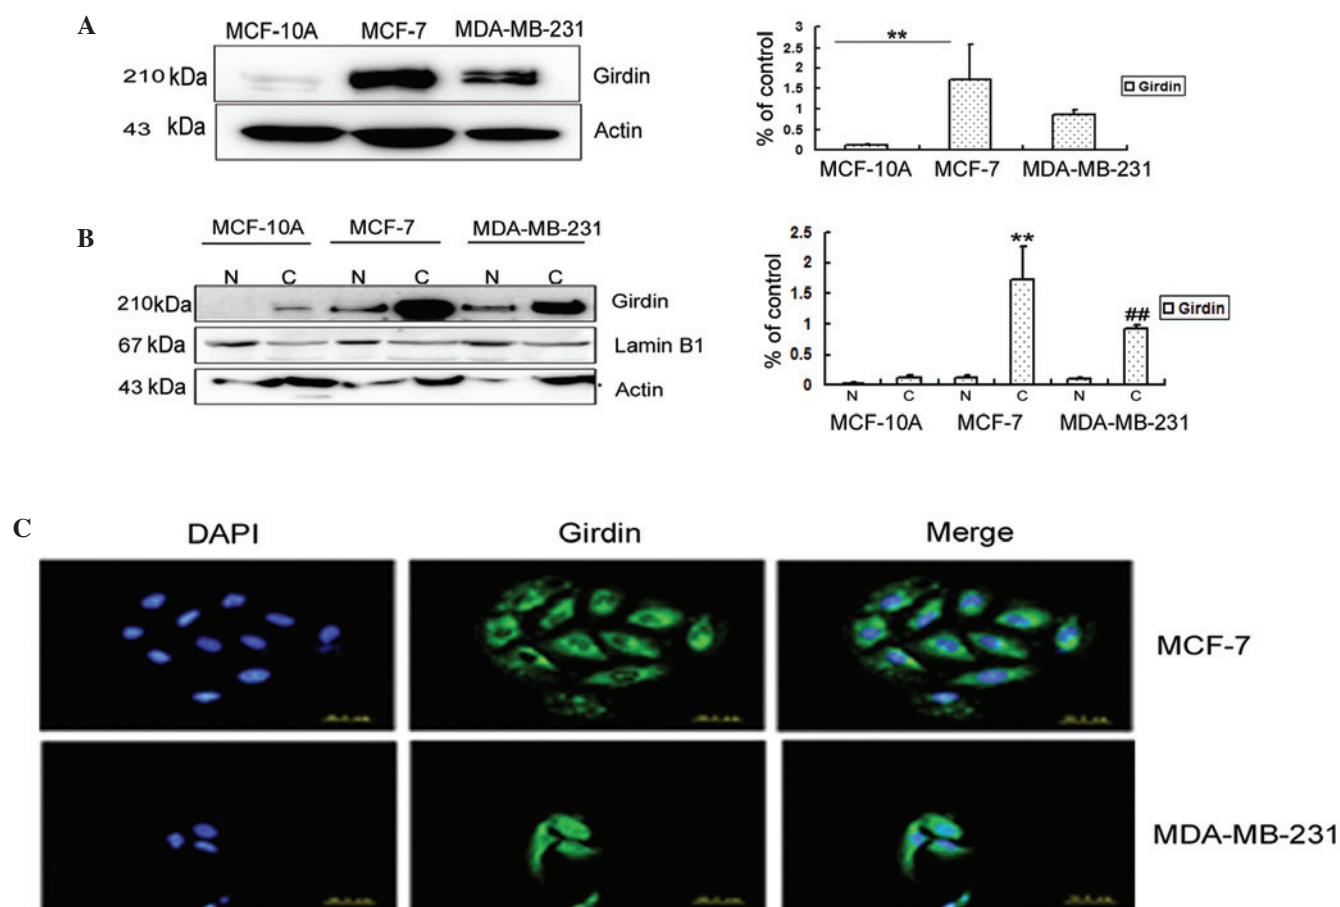 A
MCF-10A MCF-7 MDA-MB-231
210 kDa Girdin
43 kDa Actin
3
2.5
2
1.5
1
0.5
0
% of control
**
Girdin
MCF-10A MCF-7 MDA-MB-231
B
MCF-10A MCF-7 MDA-MB-231
N C N C N C
210kDa Girdin
67 kDa Lamin B1
43 kDa Actin
2.5
2
1.5
1
0.5
0
% of control
**
##
Girdin
N C N C N C
MCF-10A MCF-7 MDA-MB-231
C
DAPI Girdin Merge
MCF-7
MDA-MB-231